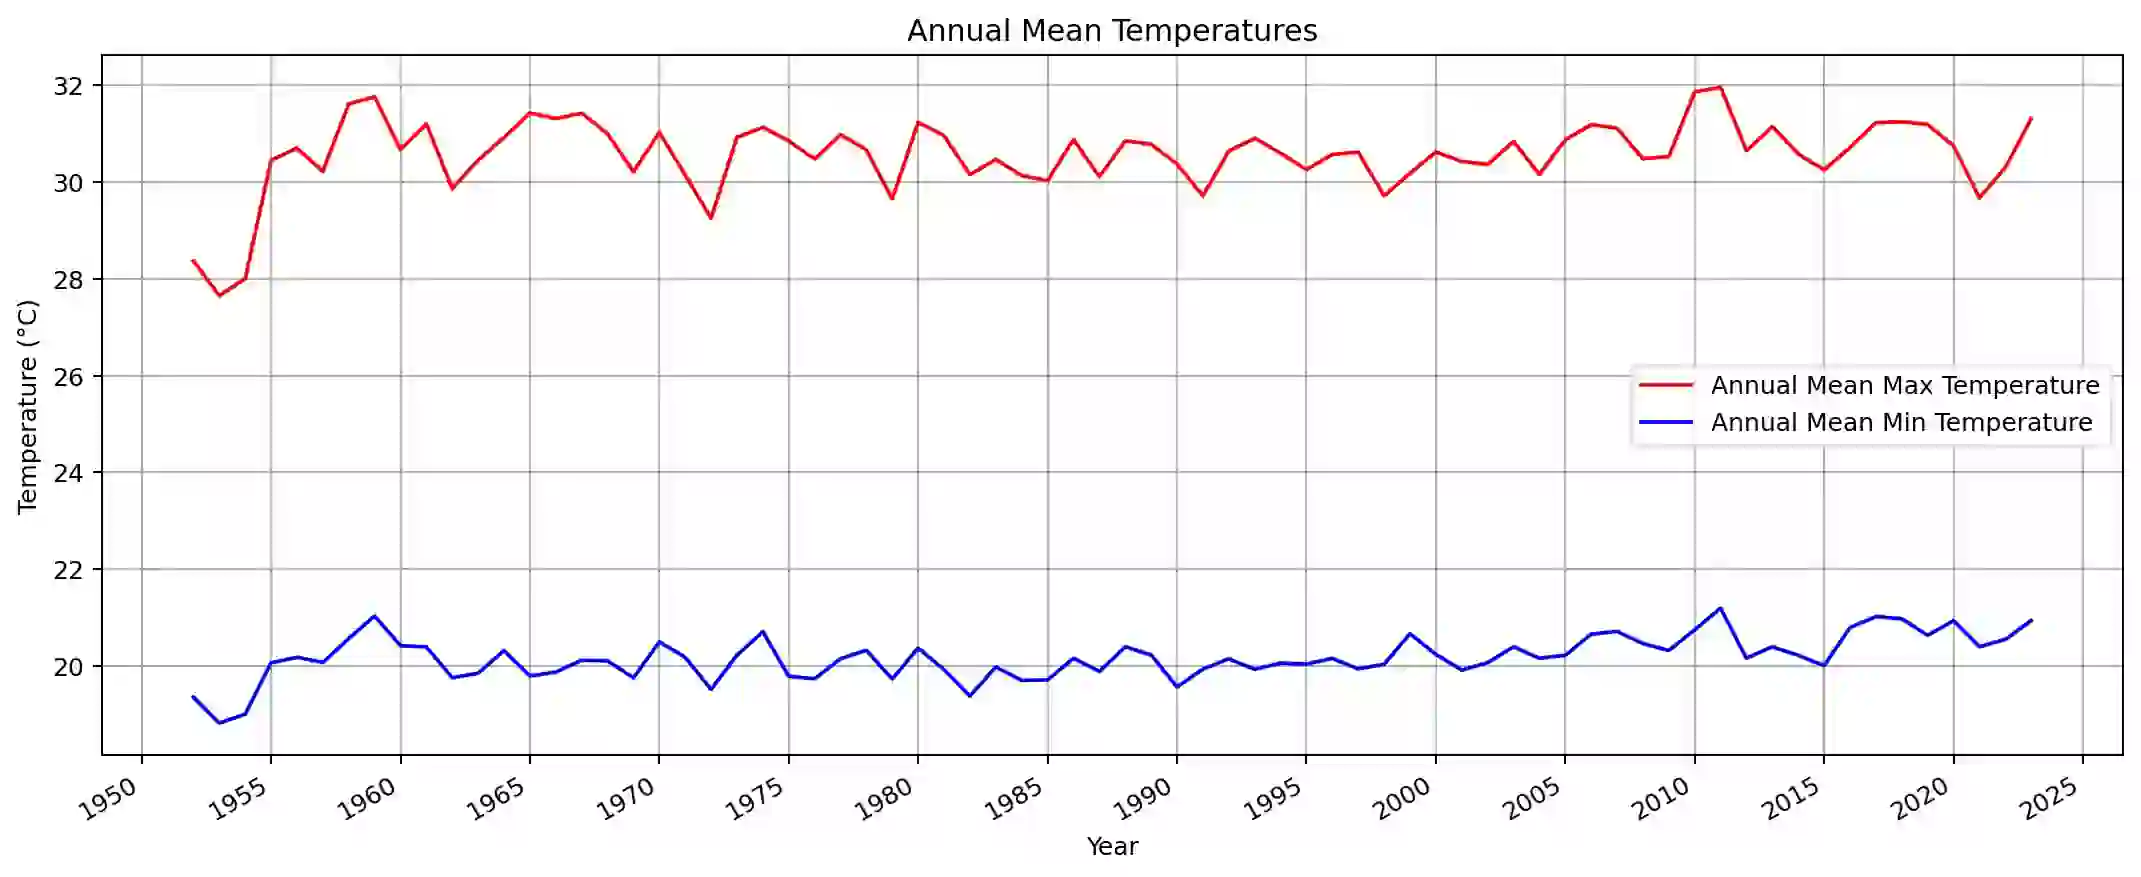 Annual Mean Temperatures
32
30
28
26
24
22
20
Temperature (°C)
Annual Mean Max Temperature
Annual Mean Min Temperature
1950 1955 1960 1965 1970 1975 1980 1985 1990 1995 2000 2005 2010 2015 2020 2025
Year